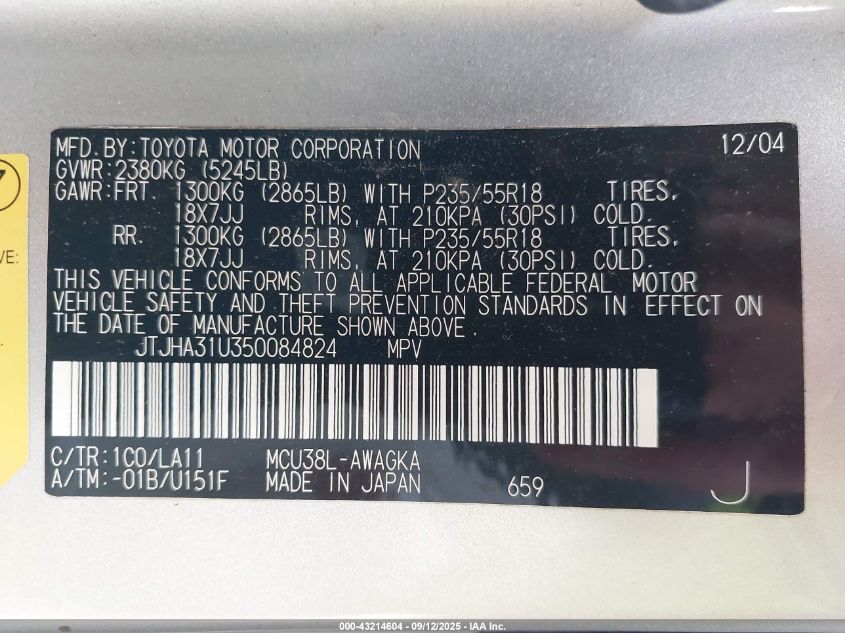 MFD. BY: TOYOTA MOTOR CORPORATION 12/04
GVWR: 2380KG (5245LB)
GAWR: FRT. 1300KG (2865LB) WITH P235/55R18 TIRES,
18X7JJ RIMS, AT 210KPA (30PSI) COLD.
RR. 1300KG (2865LB) WITH P235/55R18 TIRES,
18X7JJ RIMS, AT 210KPA (30PSI) COLD.
THIS VEHICLE CONFORMS TO ALL APPLICABLE FEDERAL MOTOR
VEHICLE SAFETY AND THEFT PREVENTION STANDARDS IN EFFECT ON
THE DATE OF MANUFACTURE SHOWN ABOVE.
JTJHA31U350084824 MPV
C/TR: 1C0/LA11 MCU38L-AWAGKA
A/TM: -01B/U151F MADE IN JAPAN 659 J
000-43214604 - 09/12/2025 - IAA Inc.